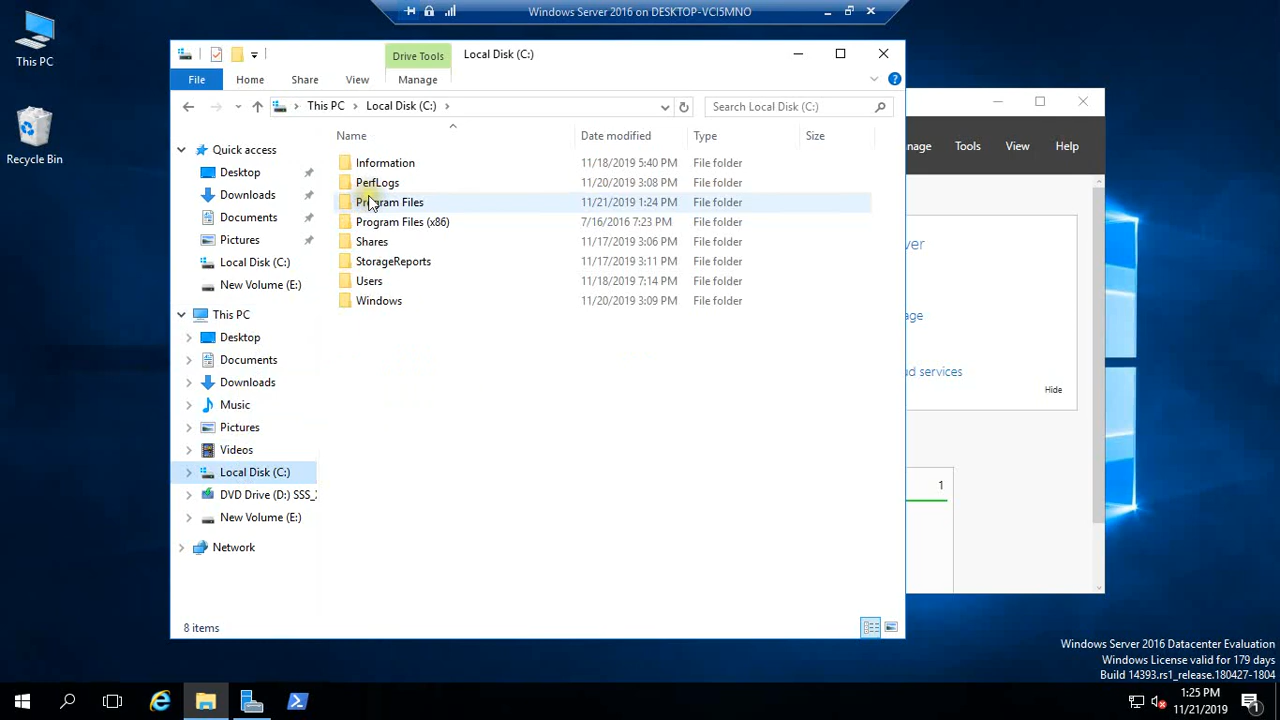 Windows Server 2016 on DESKTOP-VCI5MNO
This PC
Recycle Bin
Drive Tools
Local Disk (C:)
File
Home
Share
View
Manage
This PC
Local Disk (C:)
Search Local Disk (C:)
Name
Date modified
Type
Size
Information 11/18/2019 5:40 PM File folder
PerfLogs 11/20/2019 3:08 PM File folder
Program Files 11/21/2019 1:24 PM File folder
Program Files (x86) 7/16/2016 7:23 PM File folder
Shares 11/17/2019 3:06 PM File folder
StorageReports 11/17/2019 3:11 PM File folder
Users 11/18/2019 7:14 PM File folder
Windows 11/20/2019 3:09 PM File folder
Quick access
Desktop
Downloads
Documents
Pictures
Local Disk (C:)
New Volume (E:)
This PC
Desktop
Documents
Downloads
Music
Pictures
Videos
Local Disk (C:)
DVD Drive (D:) SSS_
New Volume (E:)
Network
8 items
nage
Tools
View
Help
ver
age
ud services
Hide
1
Windows Server 2016 Datacenter Evaluation
Windows License valid for 179 days
Build 14393.rs1_release.180427-1804
1:25 PM
11/21/2019
1